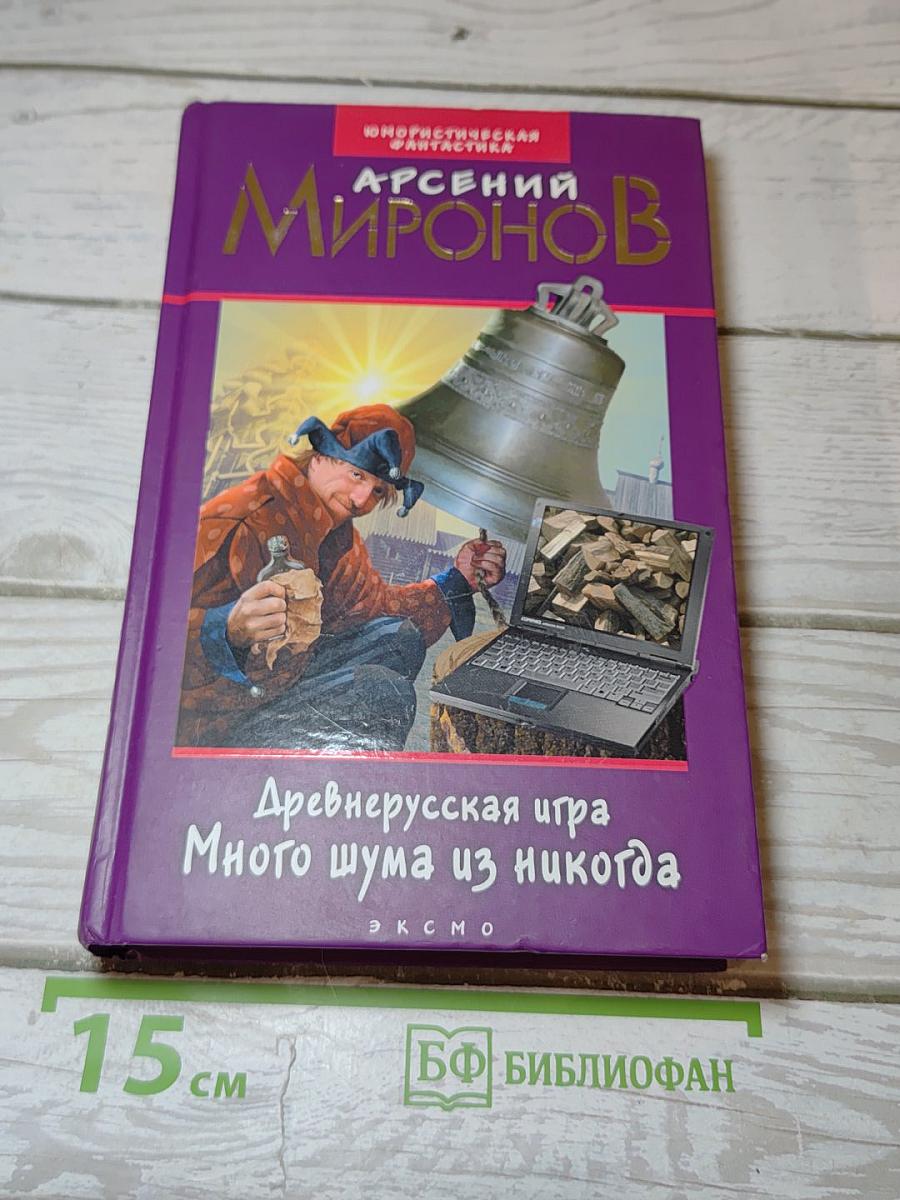 ЮМОРИСТИЧЕСКАЯ
ФАНТАСТИКА
АРСЕНИЙ
МИРОНОВ
Древнерусская игра
Много шума из никогда
ЭКСМО
15 см
БФ БИБЛИОФАН